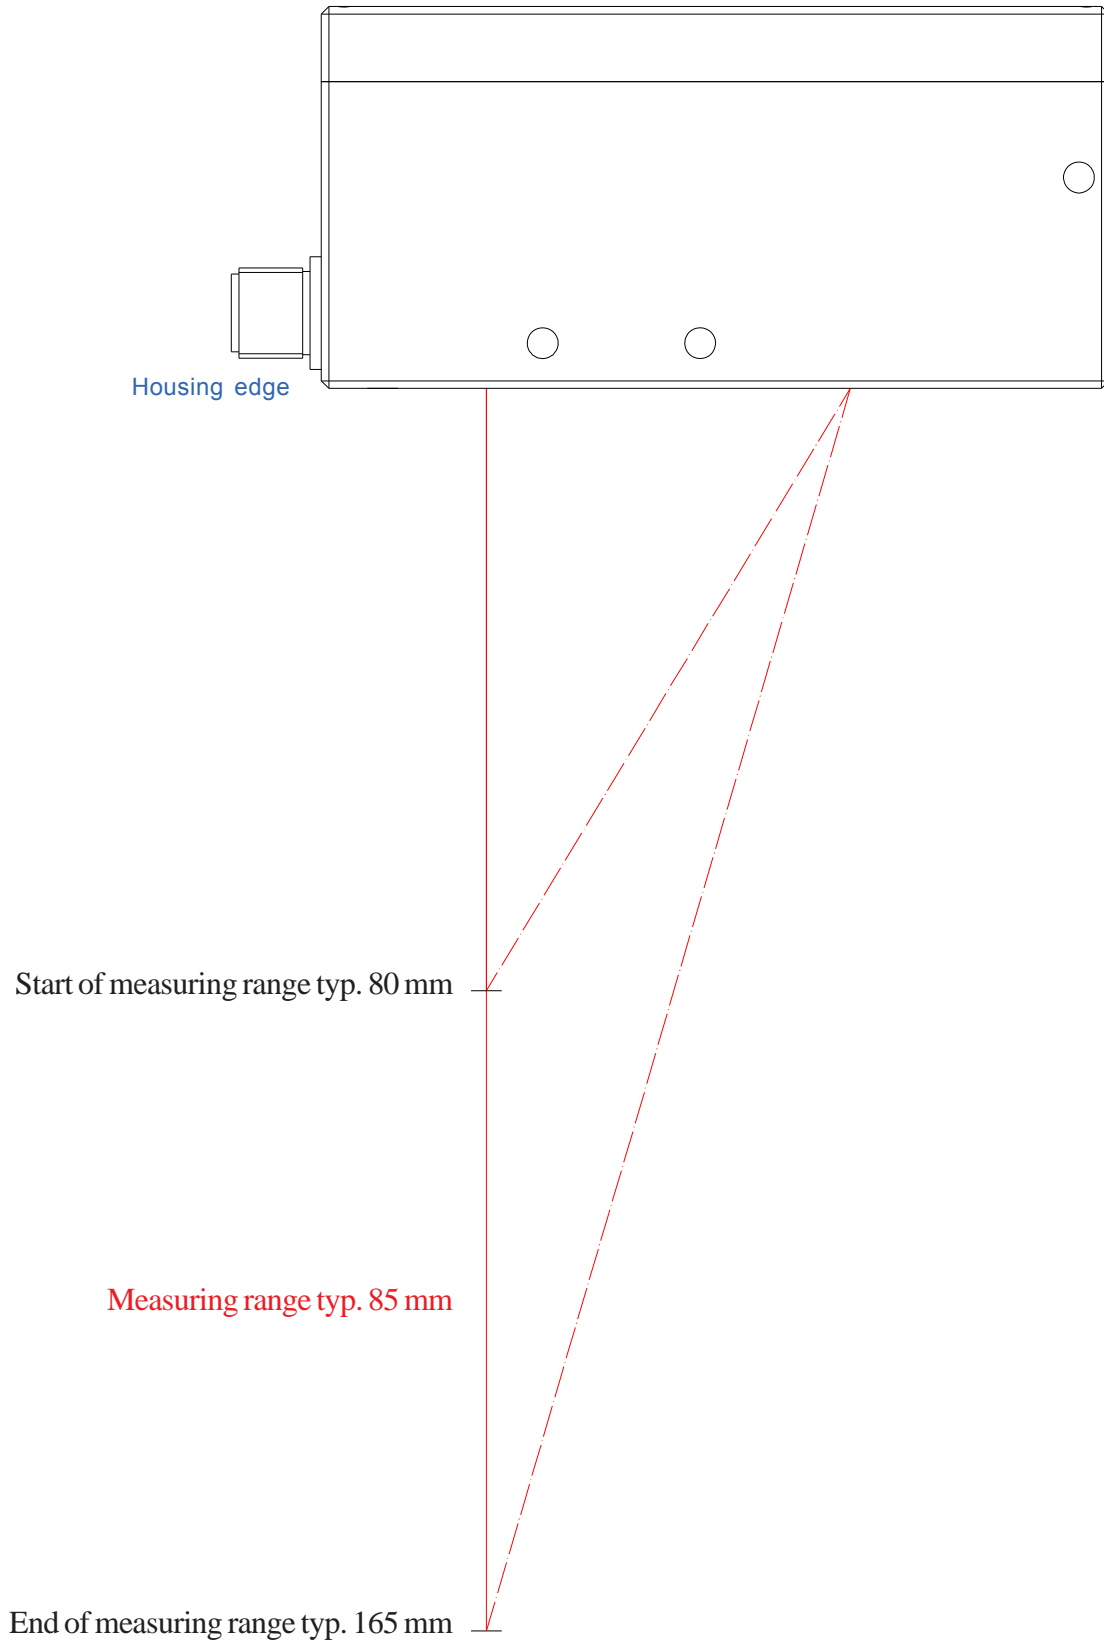 Housing edge
Start of measuring range typ. 80 mm
Measuring range typ. 85 mm
End of measuring range typ. 165 mm